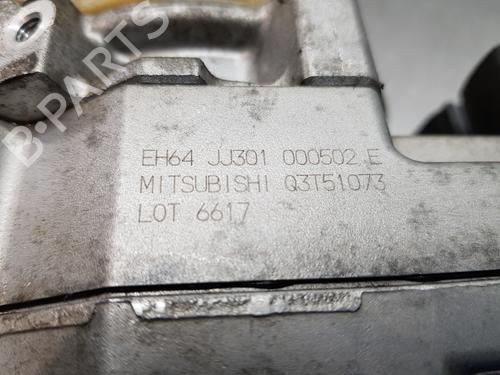 B-PARTS
EH64 JJ301 000502 E
MITSUBISHI Q3T51073
LOT 6617